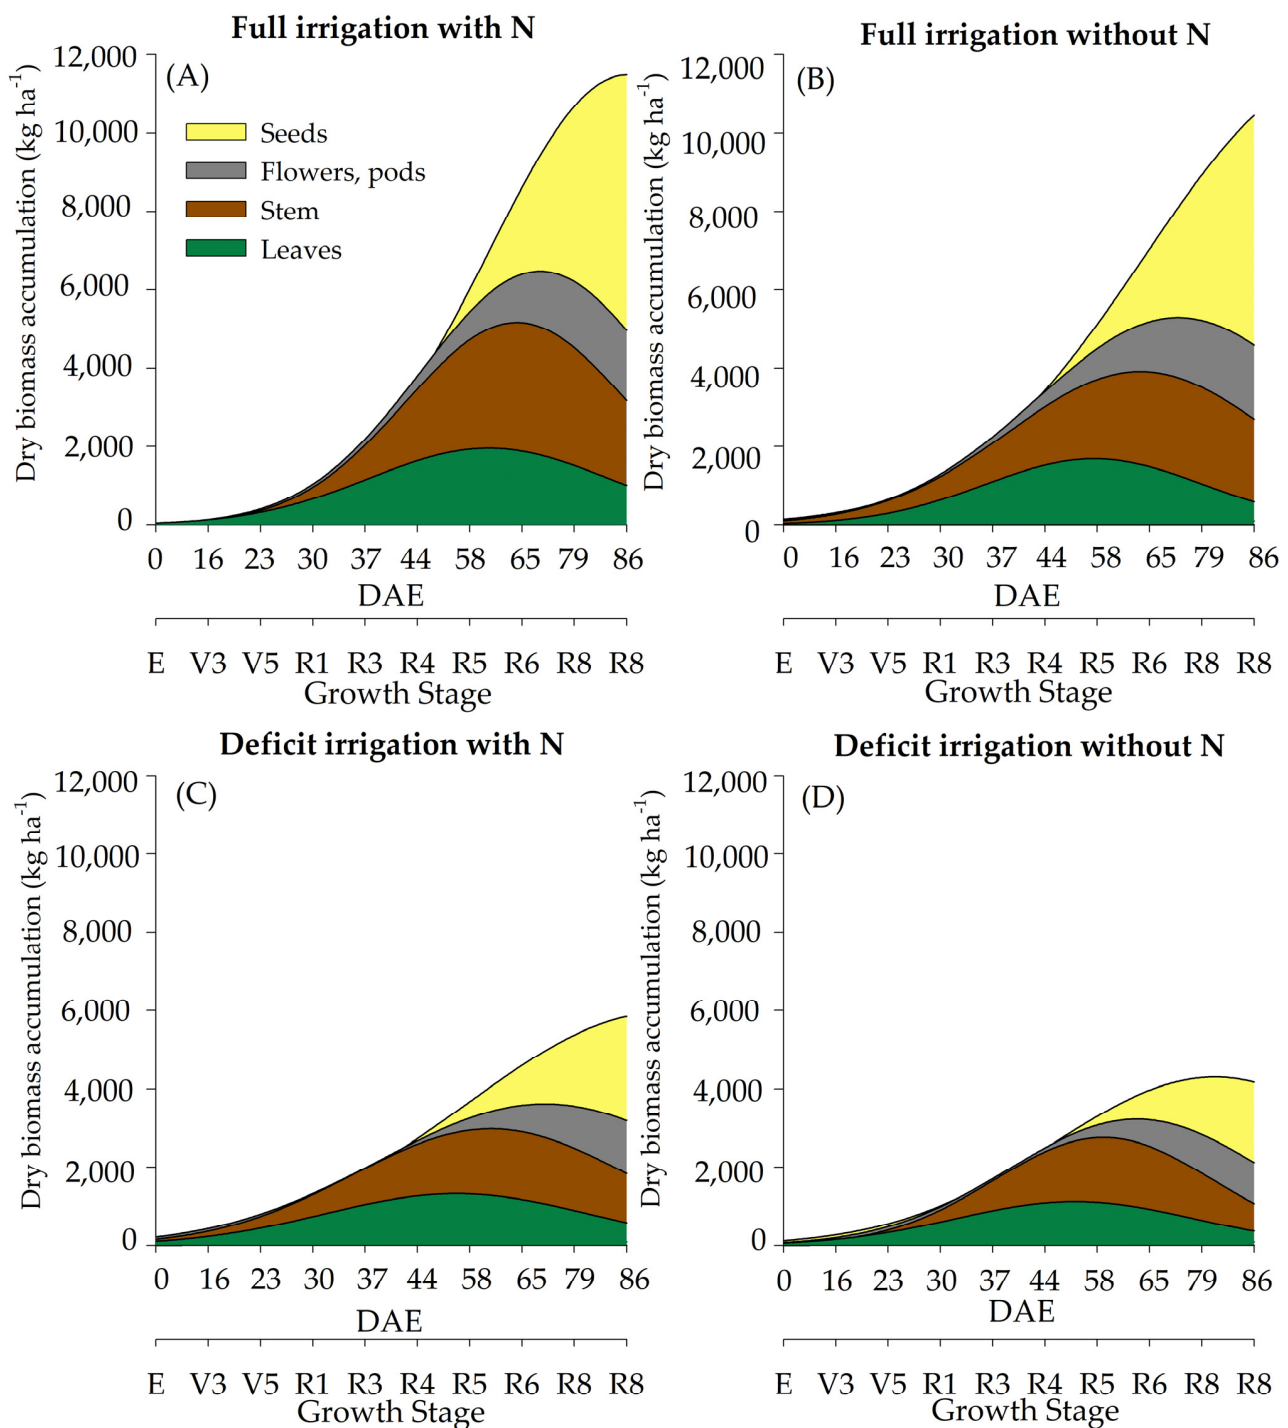 Full irrigation with N
Full irrigation without N
Dry biomass accumulation (kg ha⁻¹)
12,000
10,000
8,000
6,000
4,000
2,000
0
(A)
Seeds
Flowers, pods
Stem
Leaves
0 16 23 30 37 44 58 65 79 86
DAE
E V3 V5 R1 R3 R4 R5 R6 R8 R8
Growth Stage
Dry biomass accumulation (kg ha⁻¹)
12,000
10,000
8,000
6,000
4,000
2,000
0
(B)
0 16 23 30 37 44 58 65 79 86
DAE
E V3 V5 R1 R3 R4 R5 R6 R8 R8
Growth Stage
Deficit irrigation with N
Deficit irrigation without N
Dry biomass accumulation (kg ha⁻¹)
12,000
10,000
8,000
6,000
4,000
2,000
0
(C)
0 16 23 30 37 44 58 65 79 86
DAE
E V3 V5 R1 R3 R4 R5 R6 R8 R8
Growth Stage
Dry biomass accumulation (kg ha⁻¹)
12,000
10,000
8,000
6,000
4,000
2,000
0
(D)
0 16 23 30 37 44 58 65 79 86
DAE
E V3 V5 R1 R3 R4 R5 R6 R8 R8
Growth Stage